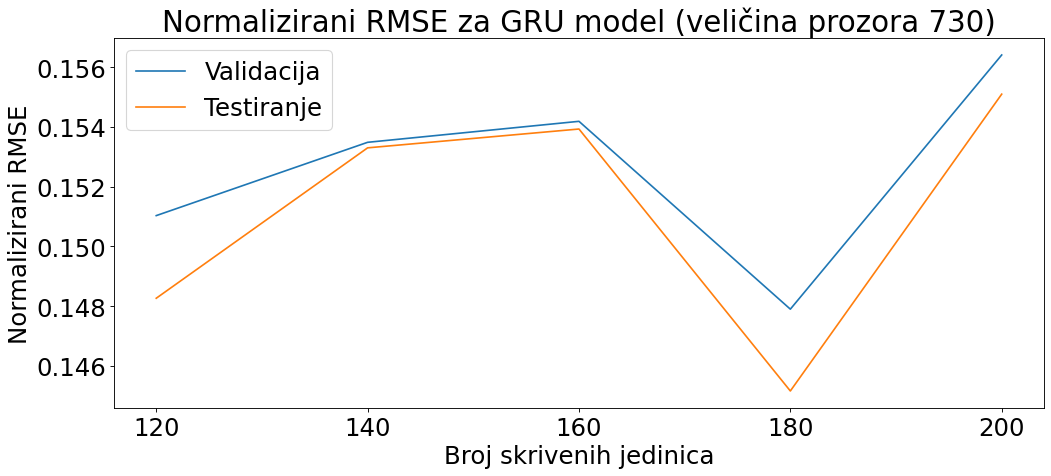 Normalizirani RMSE za GRU model (veličina prozora 730)
Validacija
Testiranje
Normalizirani RMSE
0.156
0.154
0.152
0.150
0.148
0.146
120 140 160 180 200
Broj skrivenih jedinica